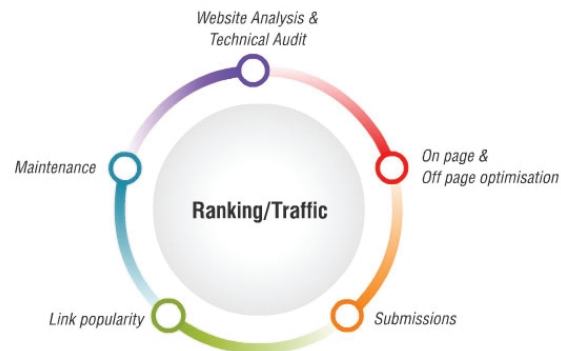 Website Analysis &
Technical Audit
On page &
Off page optimisation
Submissions
Link popularity
Maintenance
Ranking/Traffic